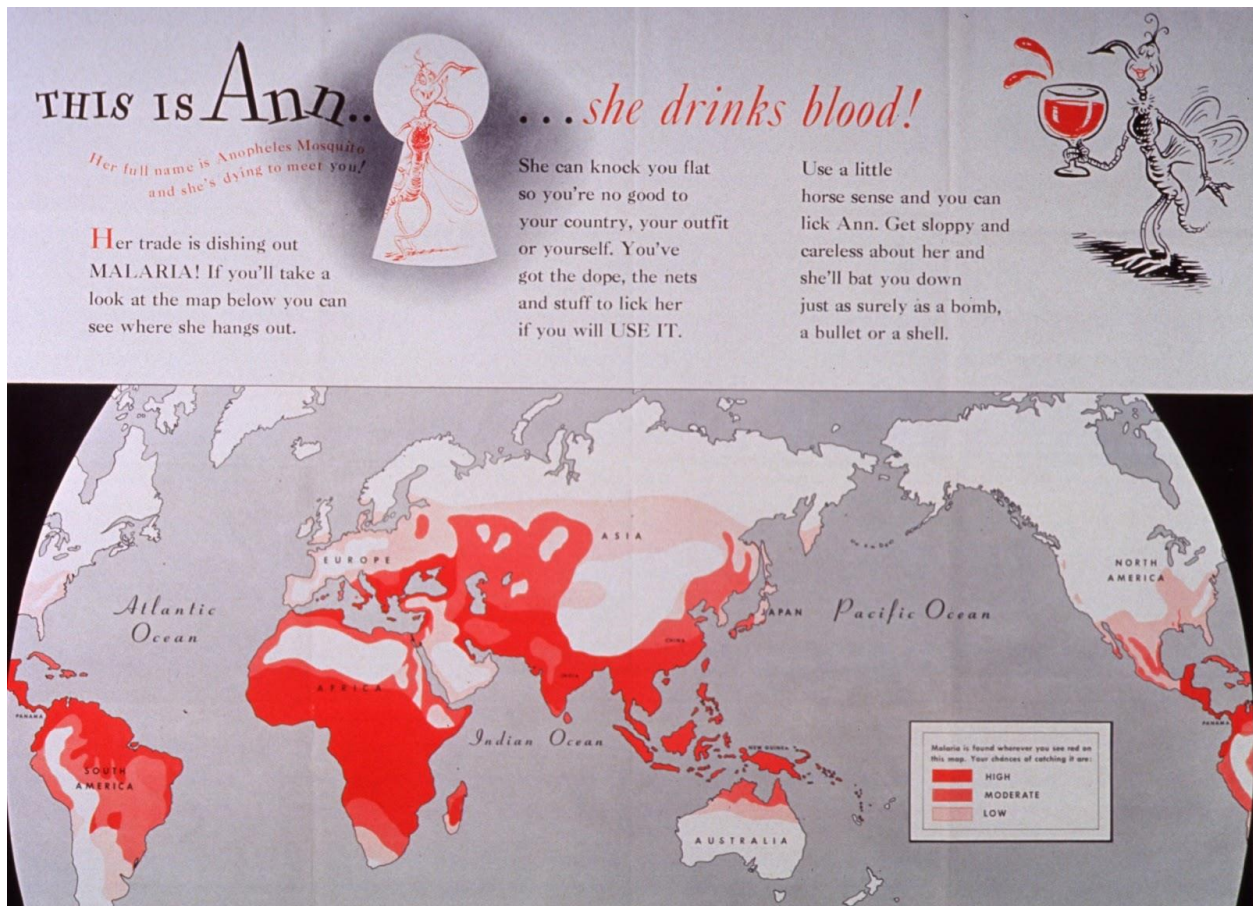 THIS IS Ann..
Her full name is Anopheles Mosquito
and she's dying to meet you!
Her trade is dishing out
MALARIA! If you'll take a
look at the map below you can
see where she hangs out.
...she drinks blood!
She can knock you flat
so you're no good to
your country, your outfit
or yourself. You've
got the dope, the nets
and stuff to lick her
if you will USE IT.
Use a little
horse sense and you can
lick Ann. Get sloppy and
careless about her and
she'll bat you down
just as surely as a bomb,
a bullet or a shell.
ASIA
EUROPE
NORTH
AMERICA
Atlantic
Ocean
JAPAN
Pacific Ocean
CHINA
INDIA
AFRICA
PANAMA
PANAMA
Indian Ocean
NEW GUINEA
SOUTH
AMERICA
AUSTRALIA
Malaria is found wherever you see red on
this map. Your chances of catching it are:
HIGH
MODERATE
LOW